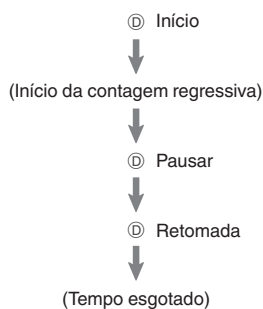 Ⓓ Início
(Início da contagem regressiva)
Ⓓ Pausar
Ⓓ Retomada
(Tempo esgotado)